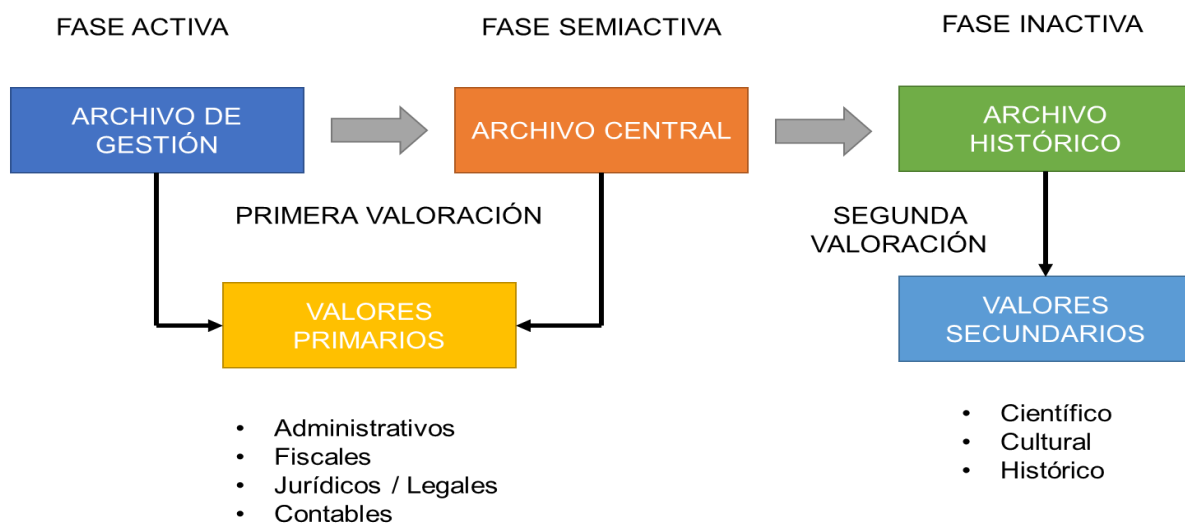 FASE ACTIVA
FASE SEMIACTIVA
FASE INACTIVA
ARCHIVO DE
GESTIÓN
ARCHIVO CENTRAL
ARCHIVO
HISTÓRICO
PRIMERA VALORACIÓN
SEGUNDA
VALORACIÓN
VALORES
PRIMARIOS
VALORES
SECUNDARIOS
• Administrativos
• Fiscales
• Jurídicos / Legales
• Contables
• Científico
• Cultural
• Histórico